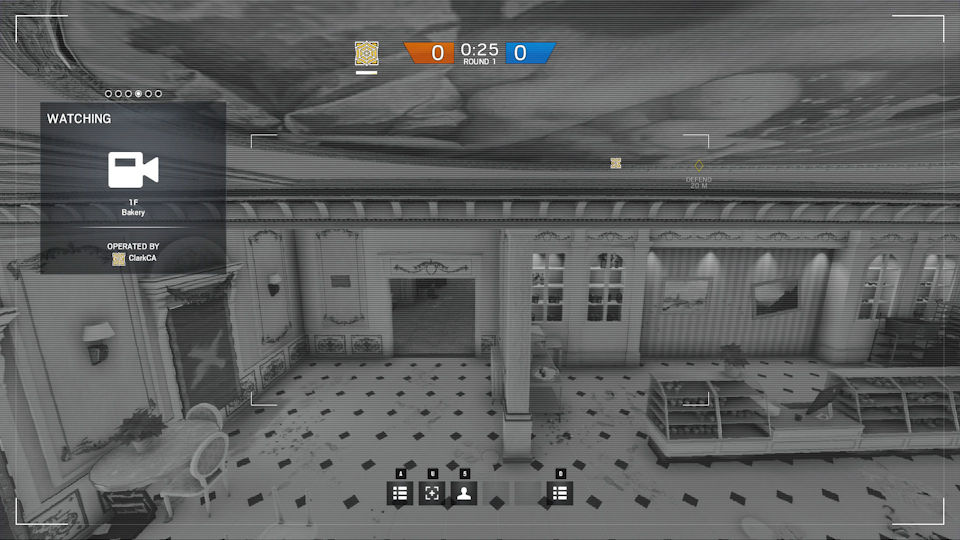 0
0:25
0
ROUND 1
WATCHING
1F
Bakery
OPERATED BY
ClarkCA
DEFEND
20 M
A
S